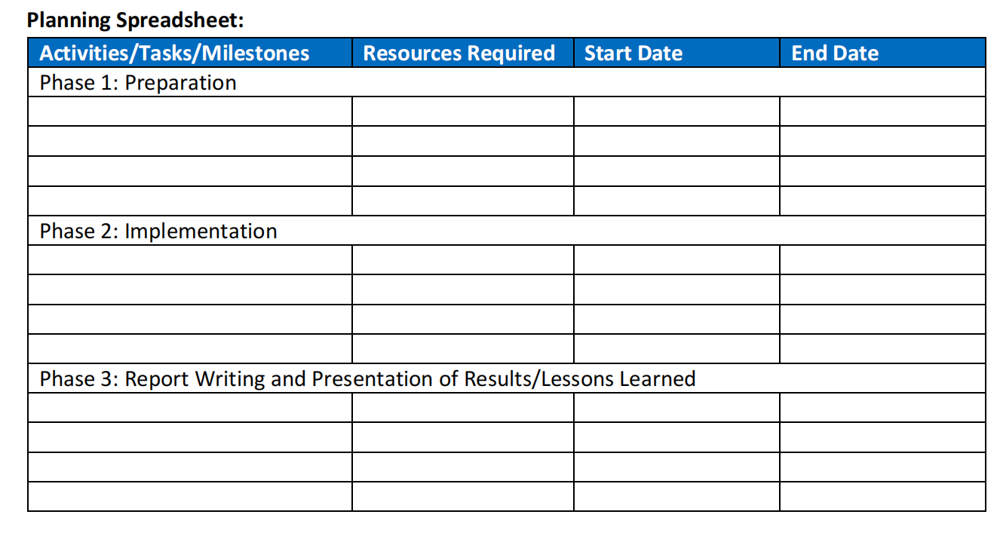 Planning Spreadsheet:
Activities/Tasks/Milestones Resources Required Start Date End Date
Phase 1: Preparation
Phase 2: Implementation
Phase 3: Report Writing and Presentation of Results/Lessons Learned